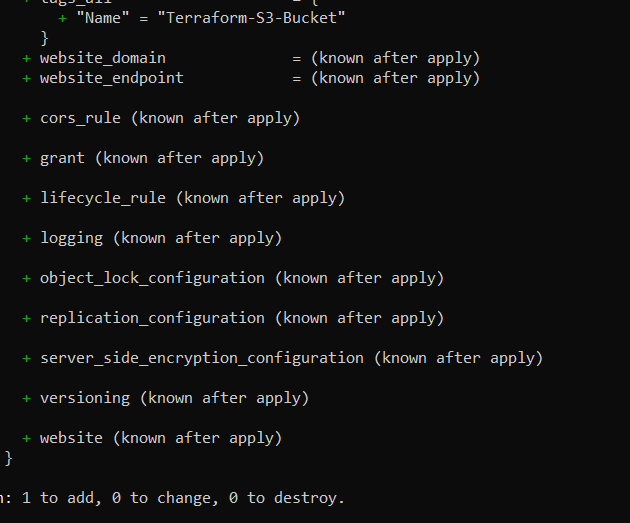 + tags_all = {
+ "Name" = "Terraform-S3-Bucket"
}
+ website_domain = (known after apply)
+ website_endpoint = (known after apply)
+ cors_rule (known after apply)
+ grant (known after apply)
+ lifecycle_rule (known after apply)
+ logging (known after apply)
+ object_lock_configuration (known after apply)
+ replication_configuration (known after apply)
+ server_side_encryption_configuration (known after apply)
+ versioning (known after apply)
+ website (known after apply)
}
n: 1 to add, 0 to change, 0 to destroy.